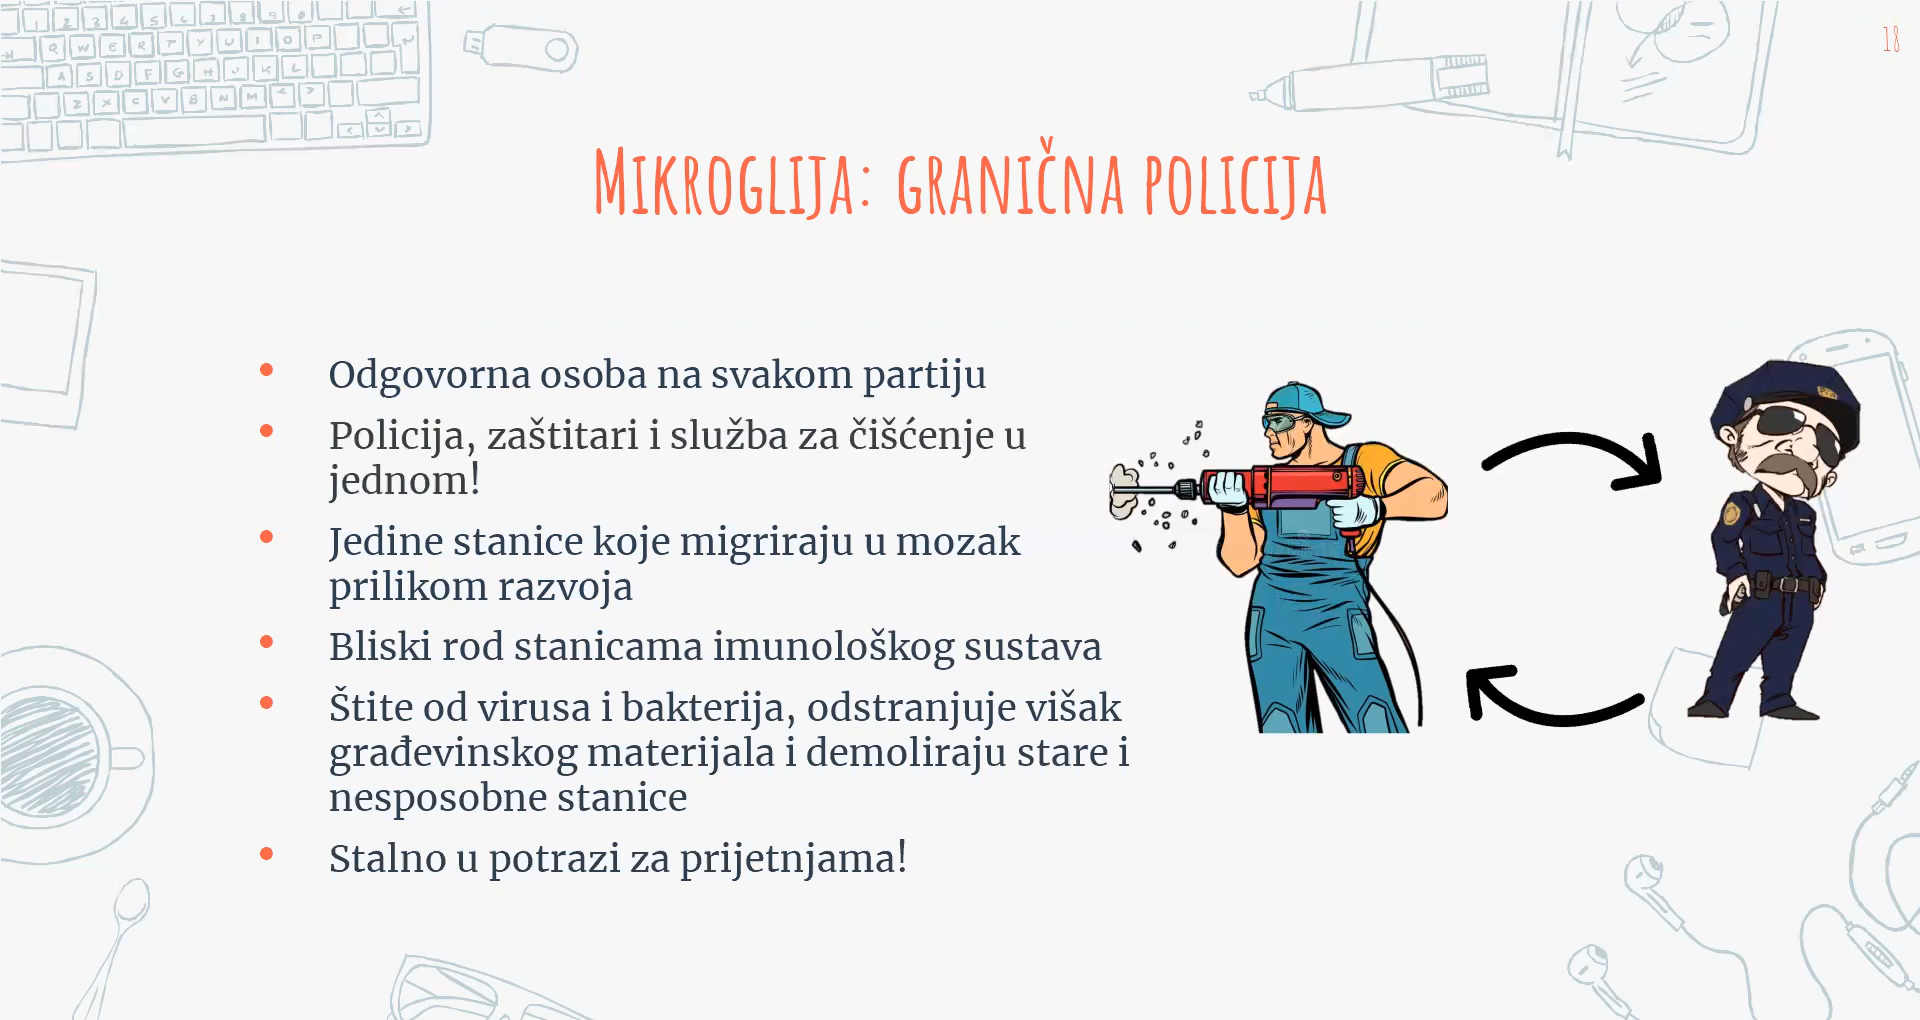 18
Mikroglija: granična policija
• Odgovorna osoba na svakom partiju
• Policija, zaštitari i služba za čišćenje u
jednom!
• Jedine stanice koje migriraju u mozak
prilikom razvoja
• Bliski rod stanicama imunološkog sustava
• Štite od virusa i bakterija, odstranjuje višak
građevinskog materijala i demoliraju stare i
nesposobne stanice
• Stalno u potrazi za prijetnjama!